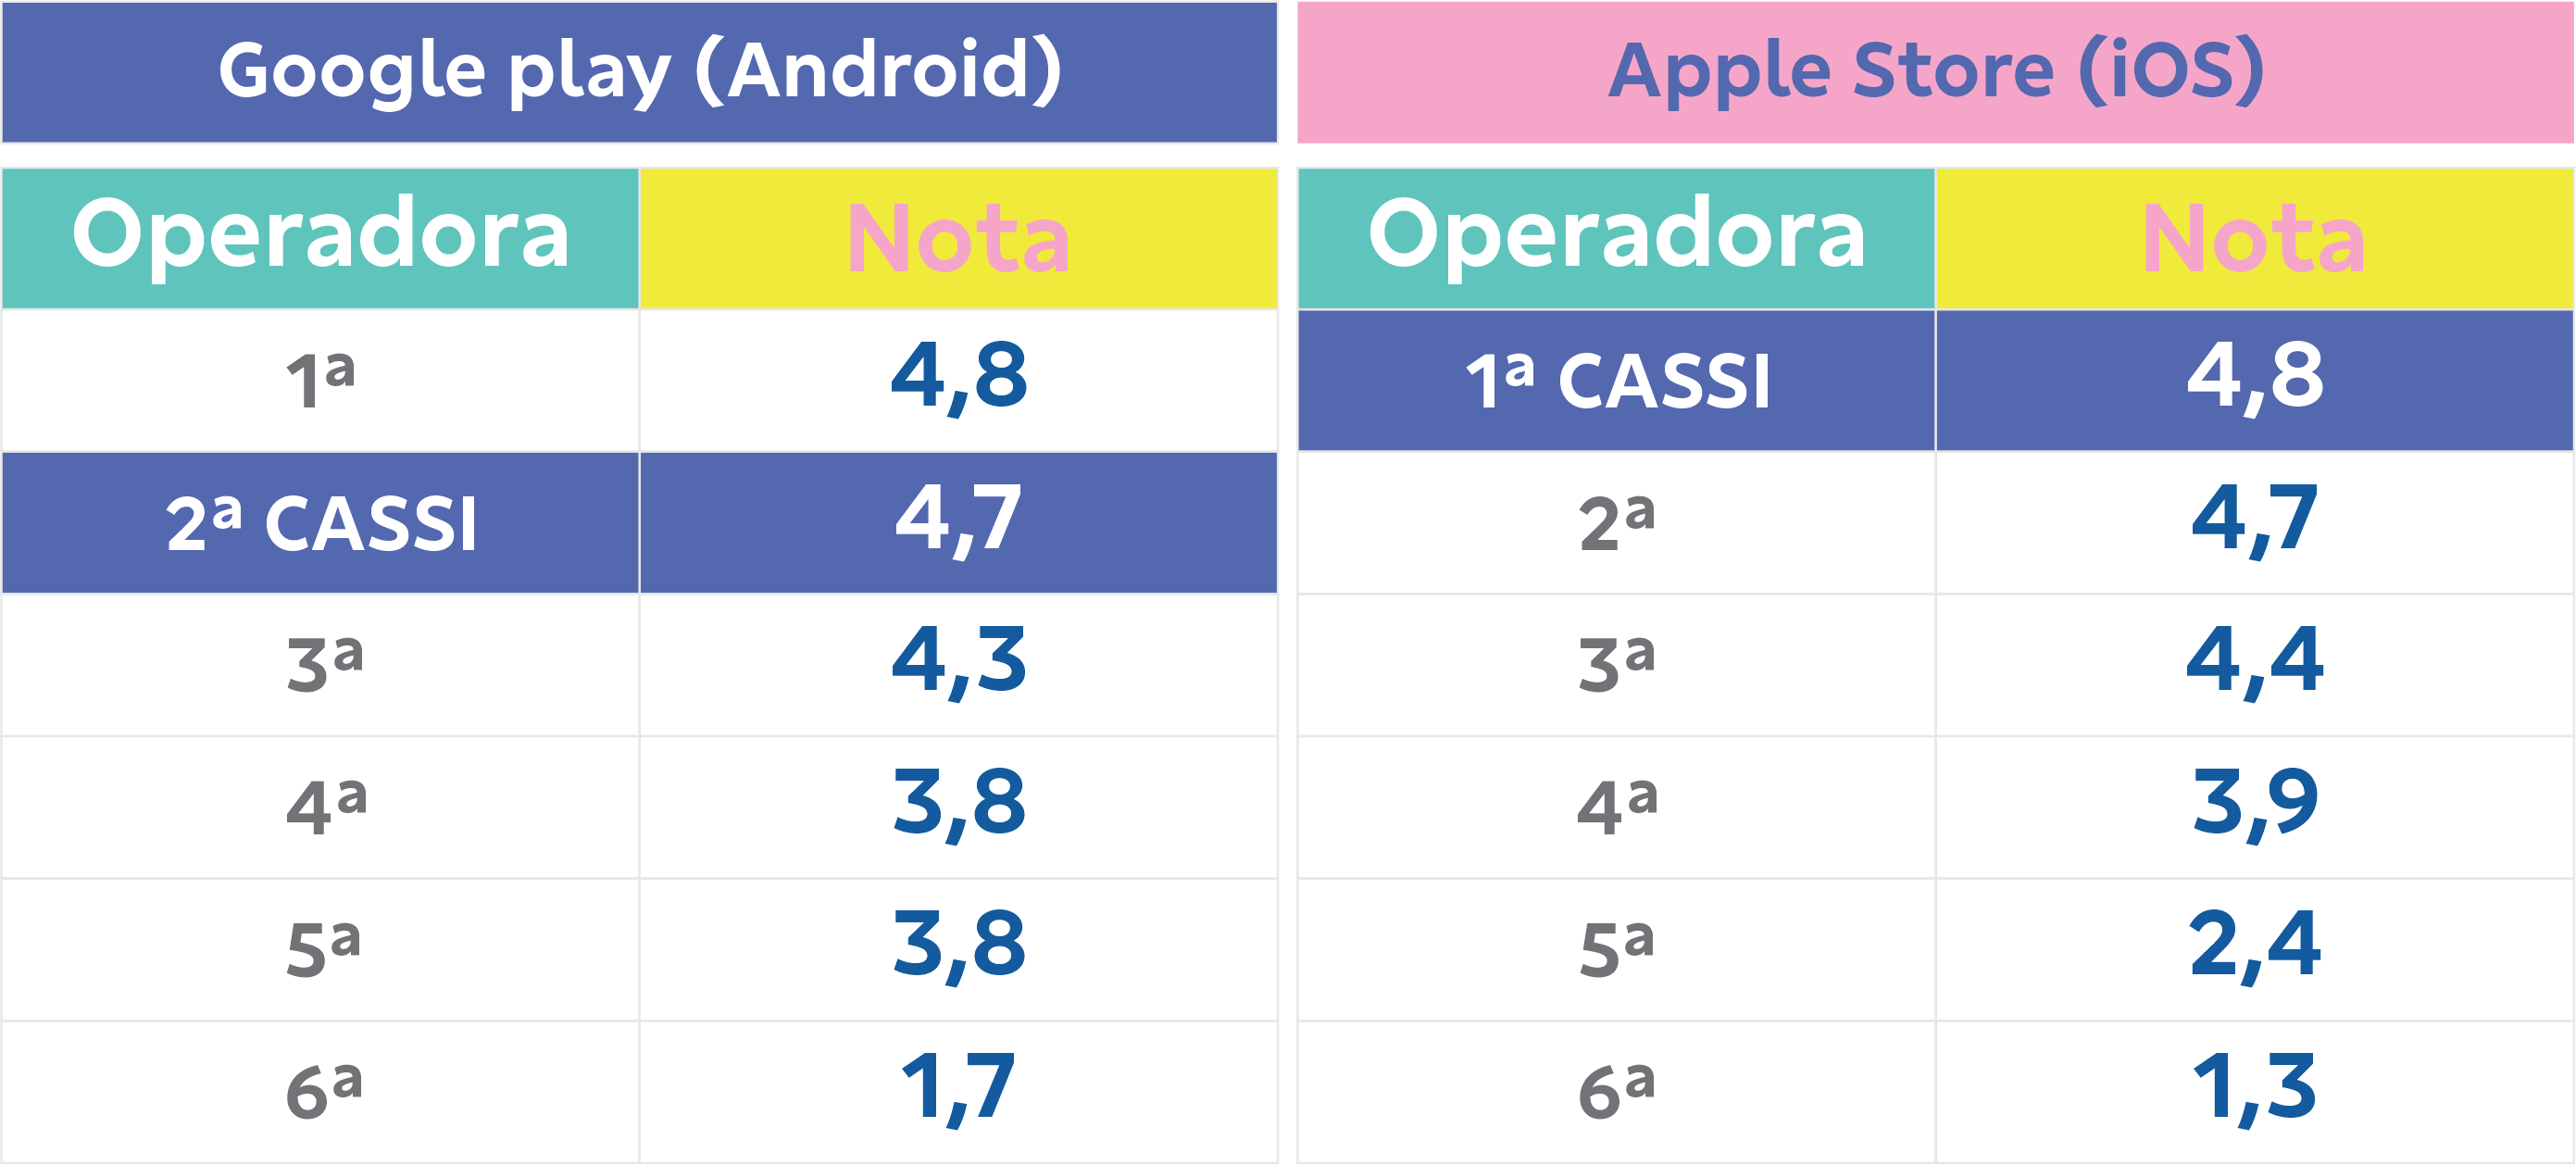 Google play (Android)
Operadora Nota
1ª 4,8
2ª CASSI 4,7
3ª 4,3
4ª 3,8
5ª 3,8
6ª 1,7
Apple Store (iOS)
Operadora Nota
1ª CASSI 4,8
2ª 4,7
3ª 4,4
4ª 3,9
5ª 2,4
6ª 1,3